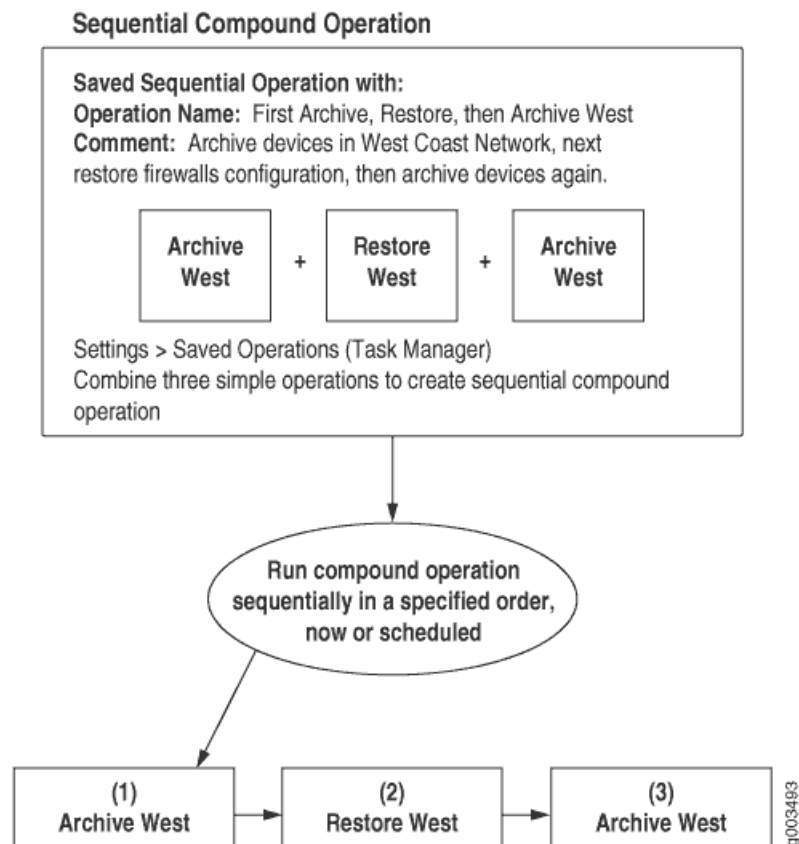 Sequential Compound Operation
Saved Sequential Operation with:
Operation Name: First Archive, Restore, then Archive West
Comment: Archive devices in West Coast Network, next
restore firewalls configuration, then archive devices again.
Archive
West
+
Restore
West
+
Archive
West
Settings > Saved Operations (Task Manager)
Combine three simple operations to create sequential compound
operation
Run compound operation
sequentially in a specified order,
now or scheduled
(1)
Archive West
(2)
Restore West
(3)
Archive West
g003493